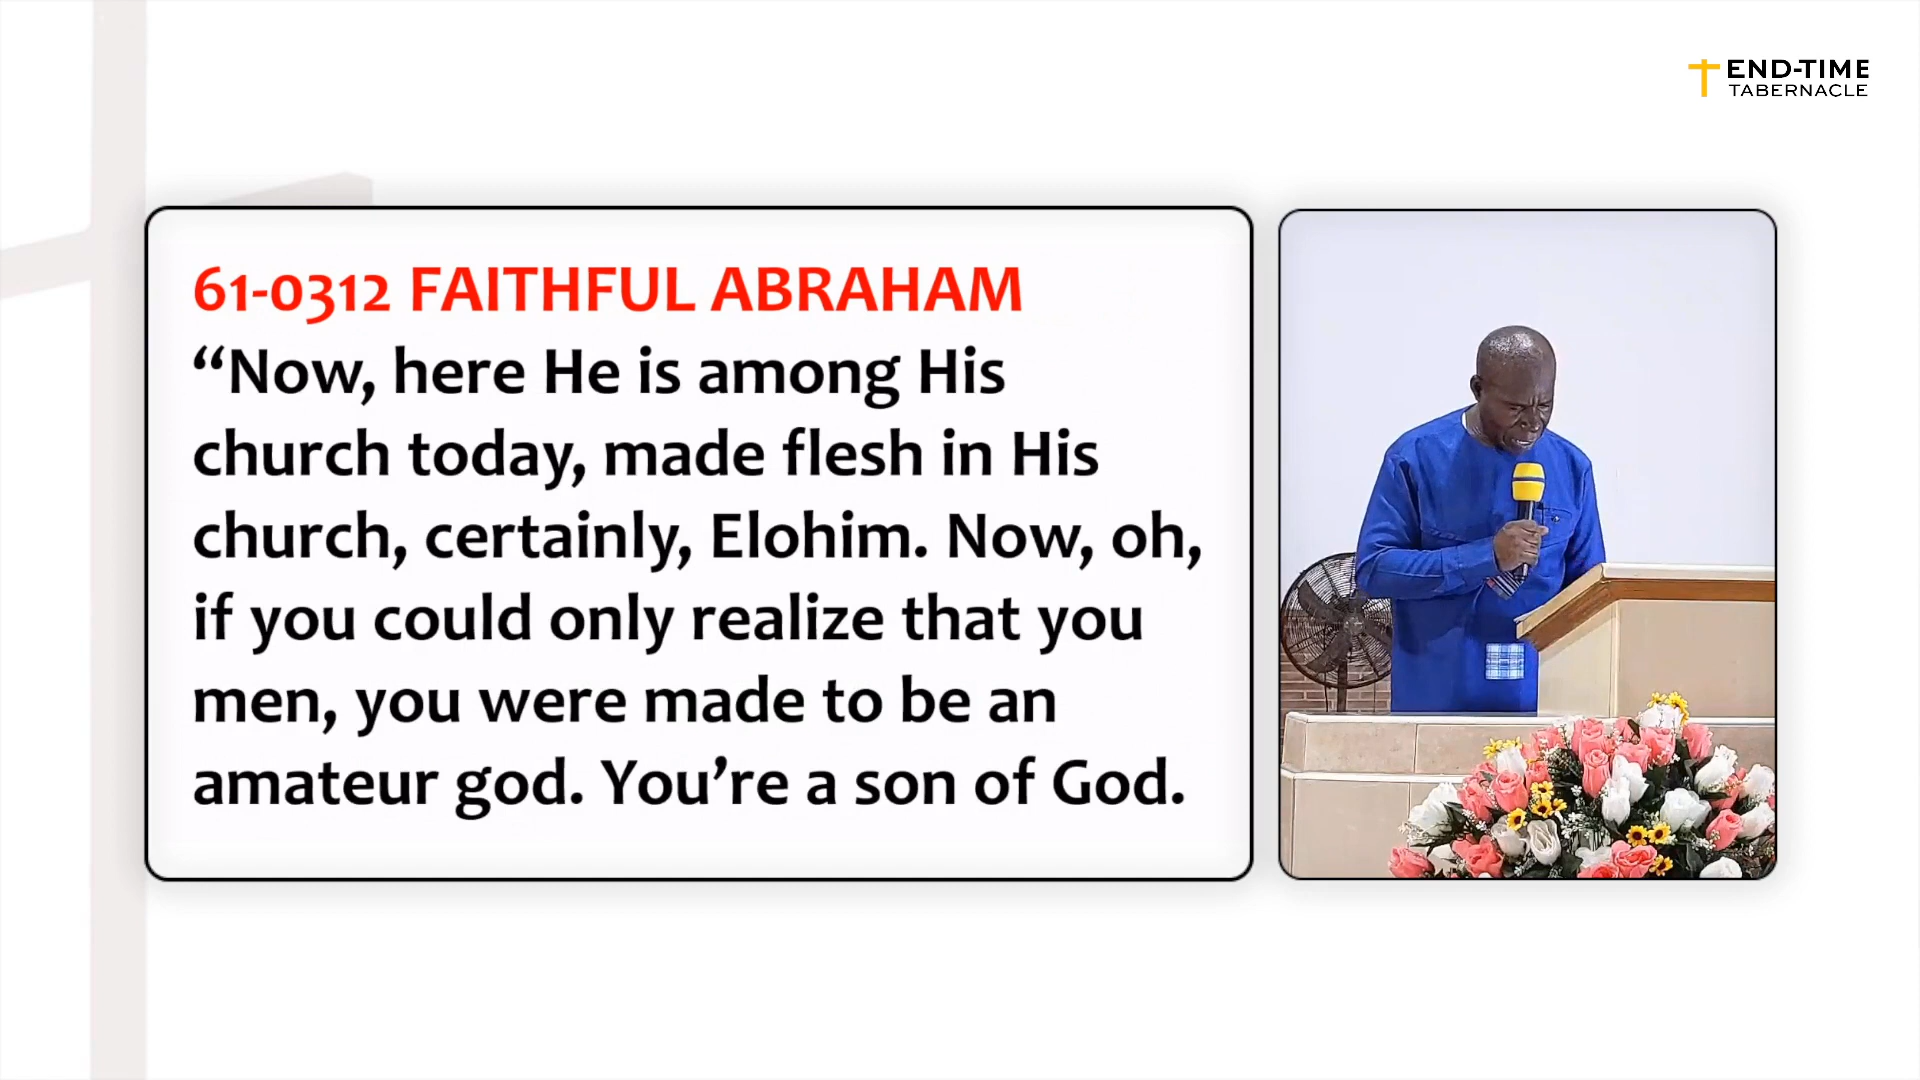 END-TIME
TABERNACLE
61-0312 FAITHFUL ABRAHAM
“Now, here He is among His
church today, made flesh in His
church, certainly, Elohim. Now, oh,
if you could only realize that you
men, you were made to be an
amateur god. You’re a son of God.